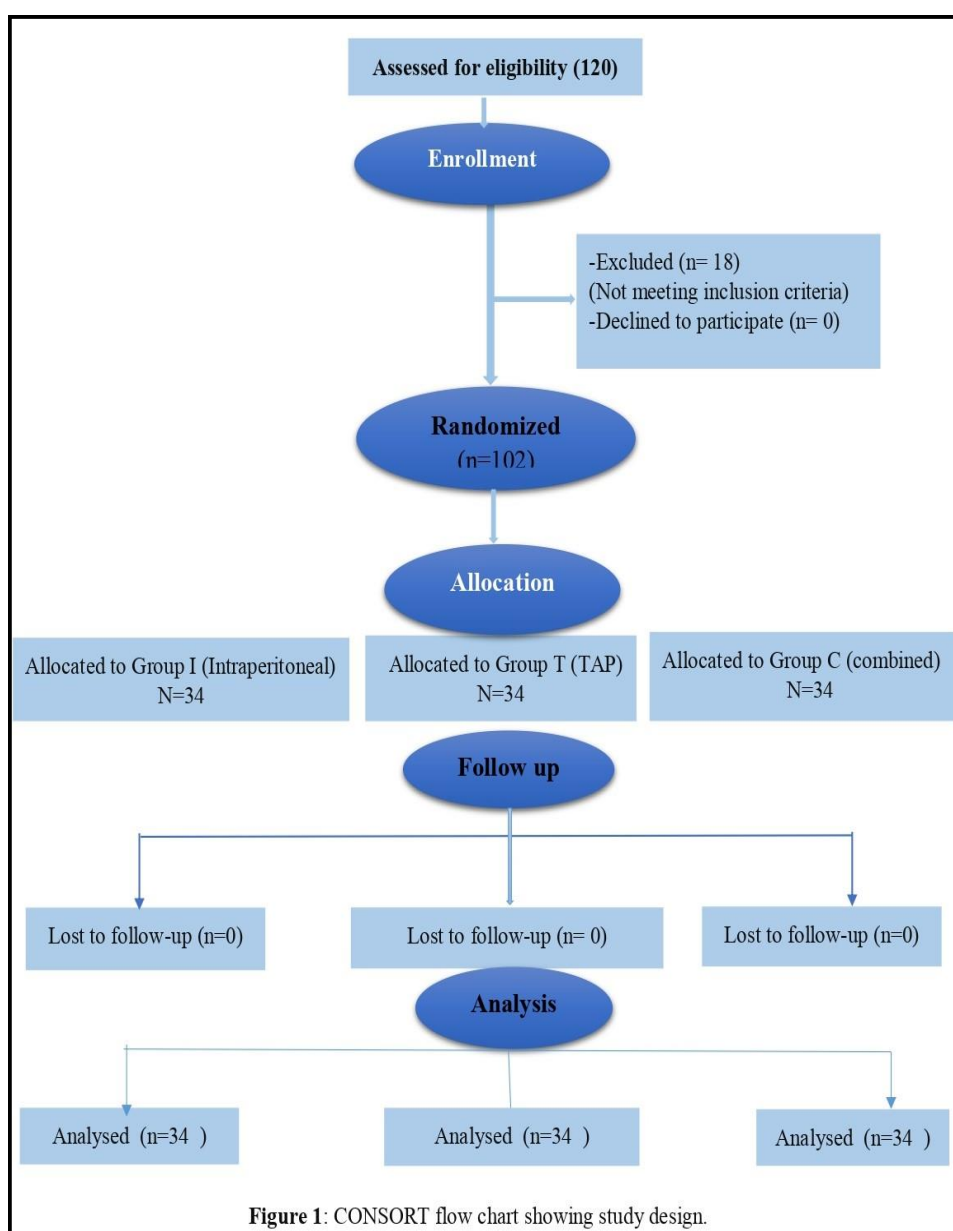 Assessed for eligibility (120)
Enrollment
-Excluded (n= 18)
(Not meeting inclusion criteria)
-Declined to participate (n= 0)
Randomized
(n=102)
Allocation
Allocated to Group I (Intraperitoneal)
N=34
Allocated to Group T (TAP)
N=34
Allocated to Group C (combined)
N=34
Follow up
Lost to follow-up (n=0)
Lost to follow-up (n= 0)
Lost to follow-up (n=0)
Analysis
Analysed (n=34 )
Analysed (n=34 )
Analysed (n=34 )
Figure 1: CONSORT flow chart showing study design.